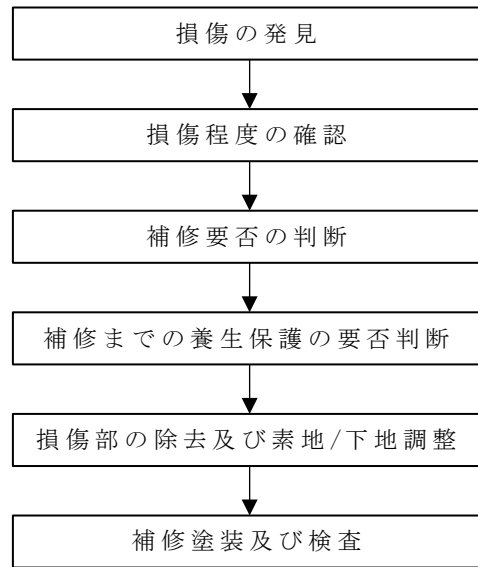 損傷の発見
損傷程度の確認
補修要否の判断
補修までの養生保護の要否判断
損傷部の除去及び素地/下地調整
補修塗装及び検査